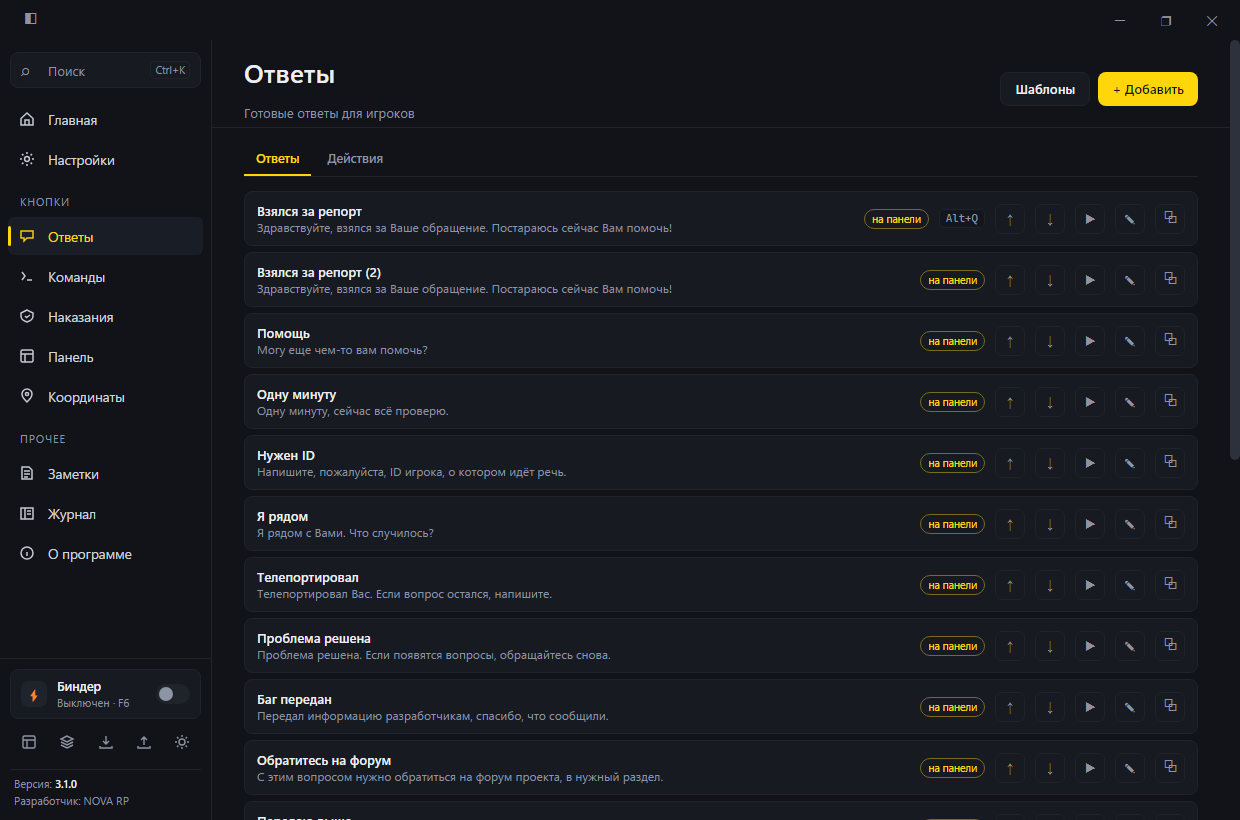 Поиск
Ctrl+K
Главная
Настройки
КНОПКИ
Ответы
Команды
Наказания
Панель
Координаты
ПРОЧЕЕ
Заметки
Журнал
О программе
Биндер
Выключен · F6
Версия: 3.1.0
Разработчик: NOVA RP
Ответы
Готовые ответы для игроков
Шаблоны
+ Добавить
Ответы
Действия
Взялся за репорт
Здравствуйте, взялся за Ваше обращение. Постараюсь сейчас Вам помочь!
на панели
Alt+Q
Взялся за репорт (2)
Здравствуйте, взялся за Ваше обращение. Постараюсь сейчас Вам помочь!
на панели
Помощь
Могу еще чем-то вам помочь?
на панели
Одну минуту
Одну минуту, сейчас всё проверю.
на панели
Нужен ID
Напишите, пожалуйста, ID игрока, о котором идёт речь.
на панели
Я рядом
Я рядом с Вами. Что случилось?
на панели
Телепортировал
Телепортировал Вас. Если вопрос остался, напишите.
на панели
Проблема решена
Проблема решена. Если появятся вопросы, обращайтесь снова.
на панели
Баг передан
Передал информацию разработчикам, спасибо, что сообщили.
на панели
Обратитесь на форум
С этим вопросом нужно обратиться на форум проекта, в нужный раздел.
на панели